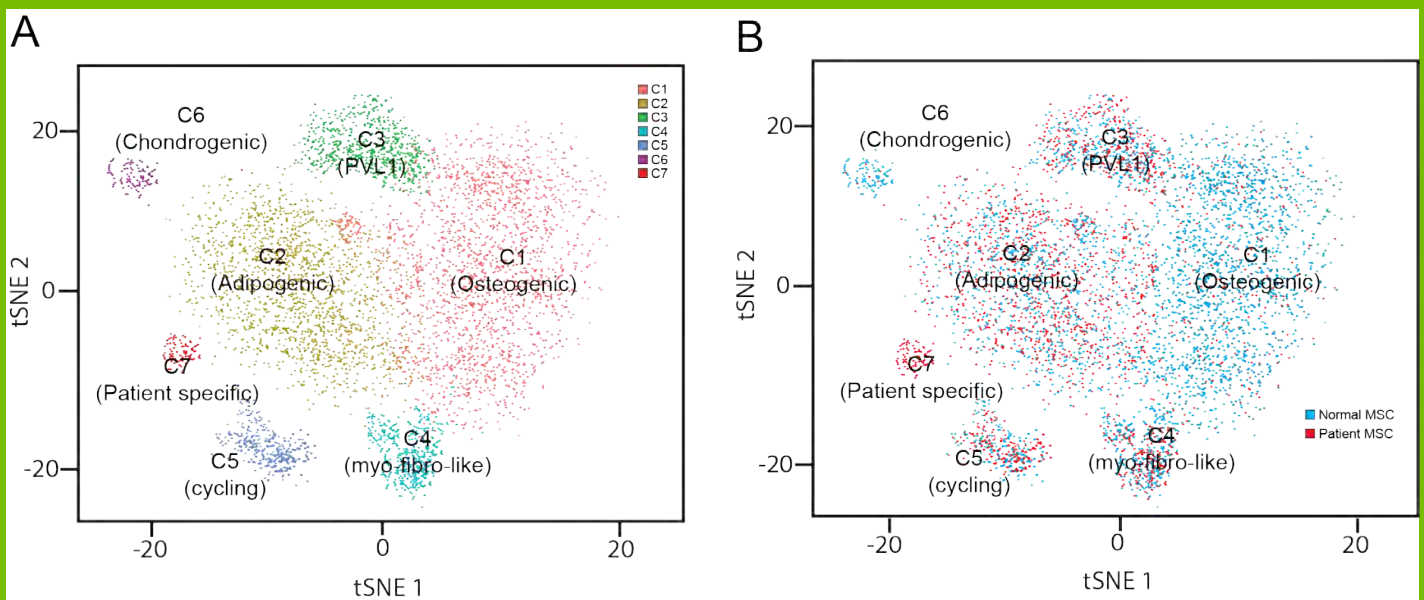 A
C6
(Chondrogenic)
C3
(PVL1)
C2
(Adipogenic)
C1
(Osteogenic)
C7
(Patient specific)
C5
(cycling)
C4
(myo-fibro-like)
C1
C2
C3
C4
C5
C6
C7
20
0
-20
tSNE 2
-20
0
20
tSNE 1
B
C6
(Chondrogenic)
C3
(PVL1)
C2
(Adipogenic)
C1
(Osteogenic)
C7
(Patient specific)
C5
(cycling)
C4
(myo-fibro-like)
Normal MSC
Patient MSC
20
0
-20
tSNE 2
-20
0
20
tSNE 1